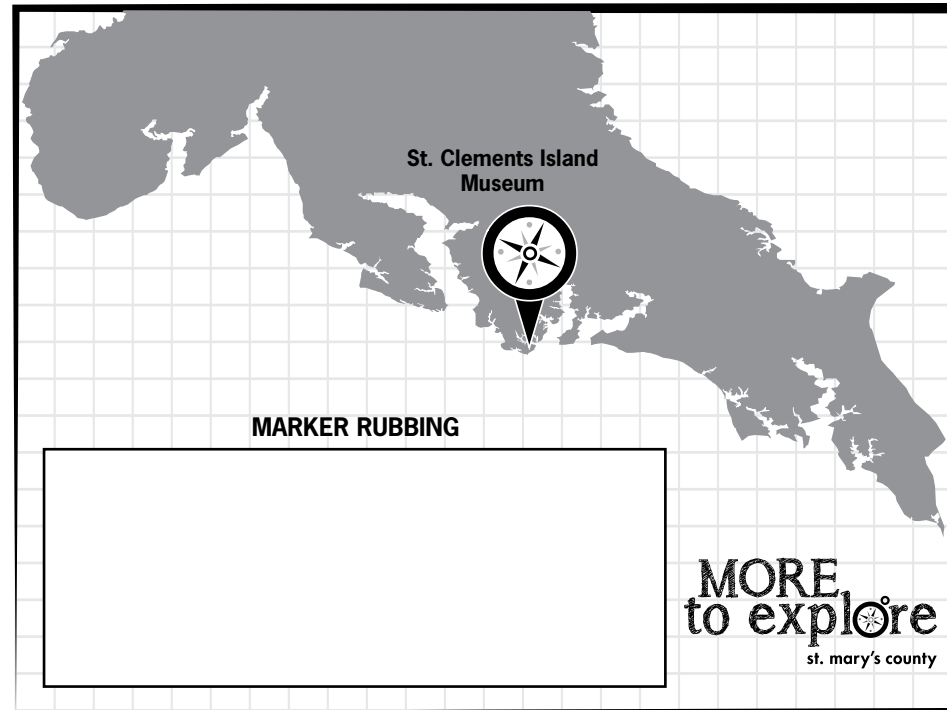 St. Clements Island
Museum
MARKER RUBBING
MORE
to explore
st. mary's county